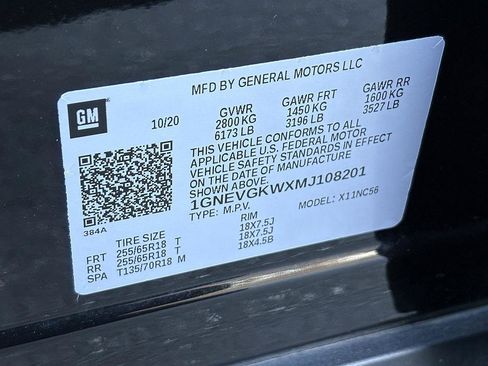 MFD BY GENERAL MOTORS LLC
GM
10/20
GVWR GAWR FRT GAWR RR
2800 KG 1450 KG 1600 KG
6173 LB 3196 LB 3527 LB
THIS VEHICLE CONFORMS TO ALL
APPLICABLE U.S. FEDERAL MOTOR
VEHICLE SAFETY STANDARDS IN EFFECT
ON THE DATE OF MANUFACTURE
SHOWN ABOVE.
1GNEVGKWXMJ108201
TYPE: M.P.V. MODEL: X11NC56
384A
TIRE SIZE RIM
FRT 255/65R18 T 18X7.5J
RR 255/65R18 T 18X7.5J
SPA T135/70R18 M 18X4.5B